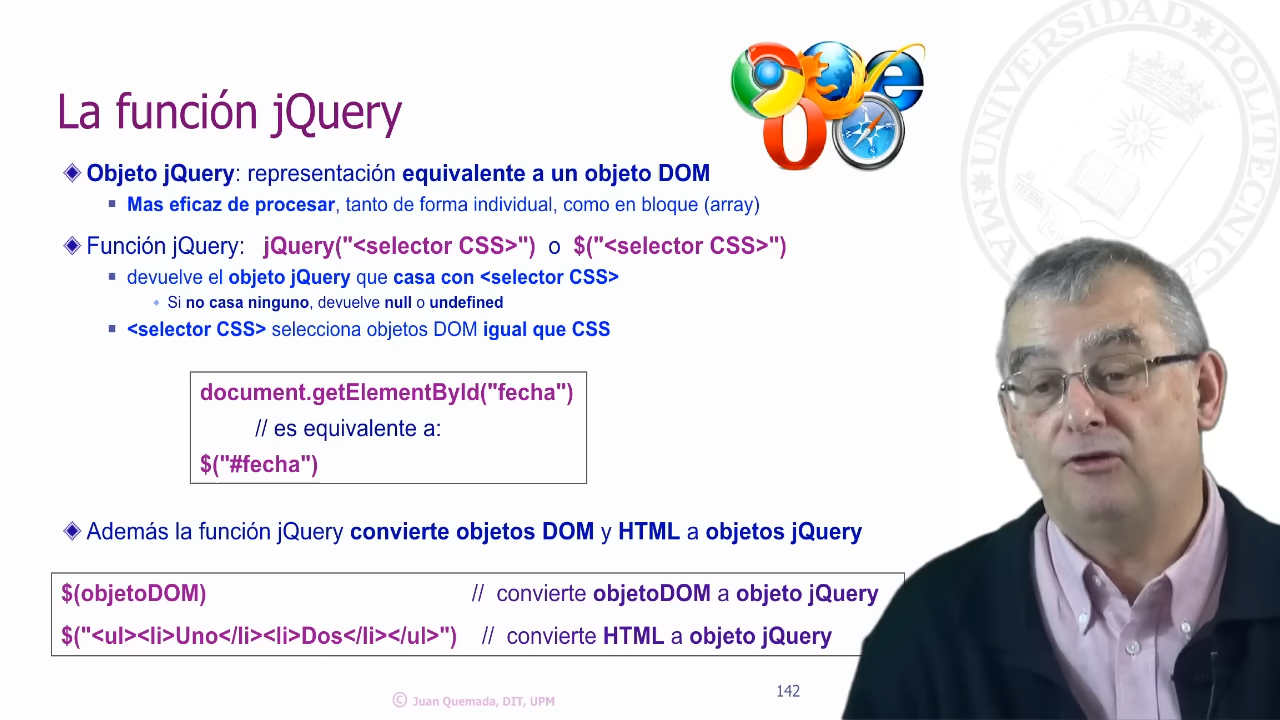 UNIVERSIDAD POLITÉCNICA
La función jQuery
Objeto jQuery: representación equivalente a un objeto DOM
Mas eficaz de procesar, tanto de forma individual, como en bloque (array)
Función jQuery: jQuery("<selector CSS>") o $("<selector CSS>")
devuelve el objeto jQuery que casa con <selector CSS>
Si no casa ninguno, devuelve null o undefined
<selector CSS> selecciona objetos DOM igual que CSS
document.getElementById("fecha")
// es equivalente a:
$("#fecha")
Además la función jQuery convierte objetos DOM y HTML a objetos jQuery
$(objetoDOM) // convierte objetoDOM a objeto jQuery
$("<ul><li>Uno</li><li>Dos</li></ul>") // convierte HTML a objeto jQuery
© Juan Quemada, DIT, UPM
142